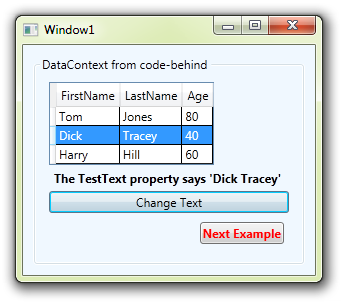 Window1
DataContext from code-behind
FirstName LastName Age
Tom Jones 80
Dick Tracey 40
Harry Hill 60
The TestText property says 'Dick Tracey'
Change Text
Next Example